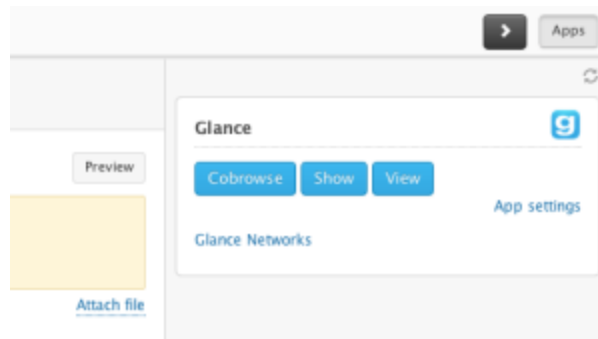 Apps
Glance
g
Preview
Cobrowse Show View
App settings
Glance Networks
Attach file